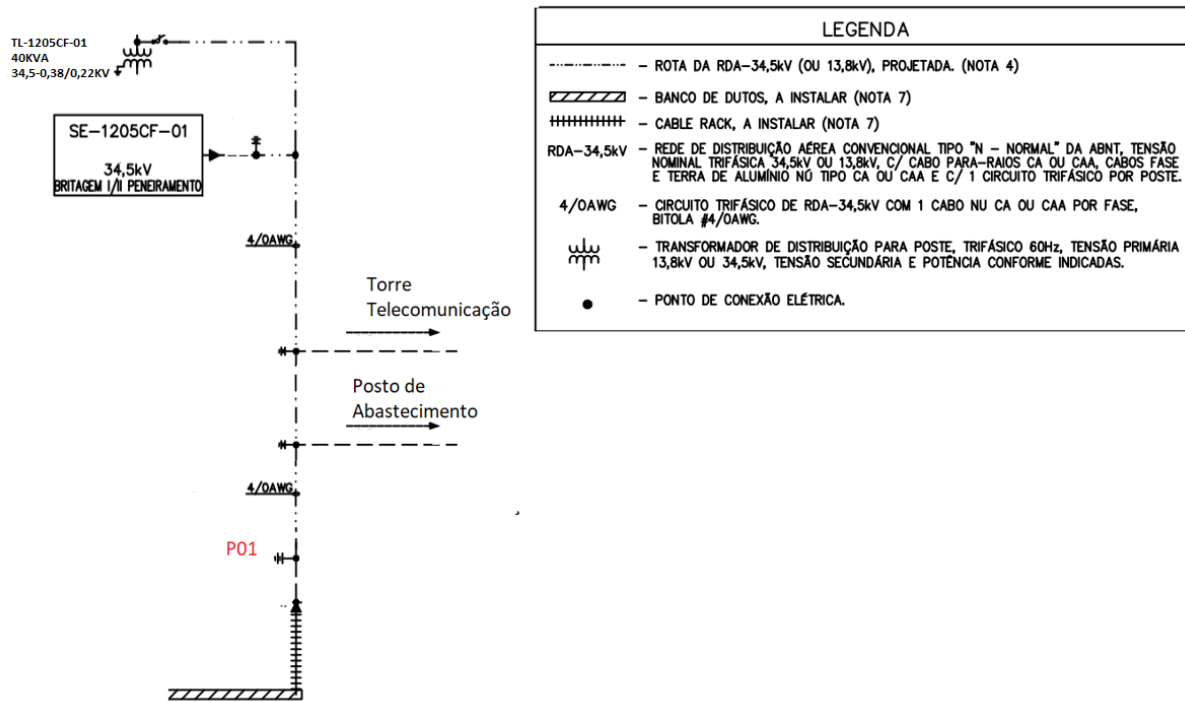 TL-1205CF-01
40KVA
34,5-0,38/0,22KV
SE-1205CF-01
34,5kV
BRITAGEM I/II PENEIRAMENTO
4/0AWG
Torre
Telecomunicação
Posto de
Abastecimento
4/0AWG
P01
LEGENDA
– ROTA DA RDA-34,5kV (OU 13,8kV), PROJETADA. (NOTA 4)
– BANCO DE DUTOS, A INSTALAR (NOTA 7)
– CABLE RACK, A INSTALAR (NOTA 7)
RDA-34,5kV – REDE DE DISTRIBUIÇÃO AÉREA CONVENCIONAL TIPO "N – NORMAL" DA ABNT, TENSÃO
NOMINAL TRIFÁSICA 34,5kV OU 13,8kV, C/ CABO PARA-RAIOS CA OU CAA, CABOS FASE
E TERRA DE ALUMÍNIO NÚ TIPO CA OU CAA E C/ 1 CIRCUITO TRIFÁSICO POR POSTE.
4/0AWG – CIRCUITO TRIFÁSICO DE RDA-34,5kV COM 1 CABO NU CA OU CAA POR FASE,
BITOLA #4/0AWG.
– TRANSFORMADOR DE DISTRIBUIÇÃO PARA POSTE, TRIFÁSICO 60Hz, TENSÃO PRIMÁRIA
13,8kV OU 34,5kV, TENSÃO SECUNDÁRIA E POTÊNCIA CONFORME INDICADAS.
– PONTO DE CONEXÃO ELÉTRICA.